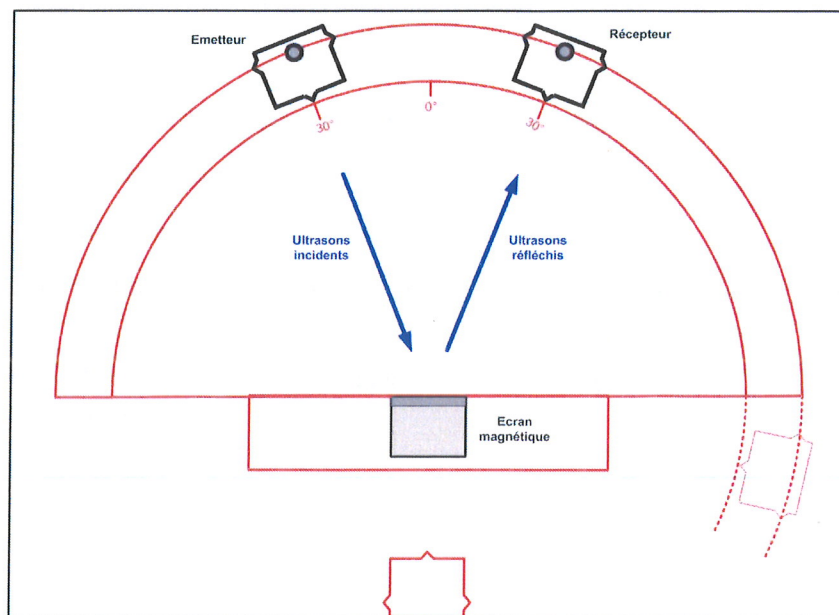 Emetteur
Récepteur
0°
30°
30°
Ultrasons
incidents
Ultrasons
réfléchis
Ecran
magnétique